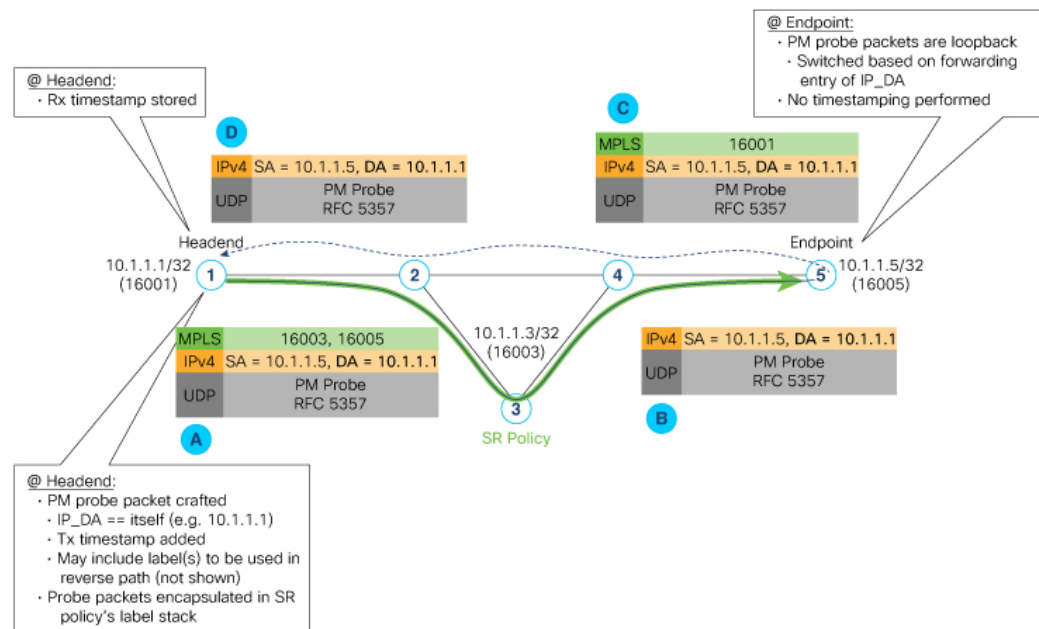 @ Endpoint:
· PM probe packets are loopback
· Switched based on forwarding
entry of IP_DA
· No timestamping performed
@ Headend:
· Rx timestamp stored
D
IPv4 SA = 10.1.1.5, DA = 10.1.1.1
UDP
PM Probe
RFC 5357
C
MPLS 16001
IPv4 SA = 10.1.1.5, DA = 10.1.1.1
UDP
PM Probe
RFC 5357
Headend
10.1.1.1/32
(16001)
1
2
4
Endpoint
5
10.1.1.5/32
(16005)
10.1.1.3/32
(16003)
3
SR Policy
MPLS 16003, 16005
IPv4 SA = 10.1.1.5, DA = 10.1.1.1
UDP
PM Probe
RFC 5357
A
IPv4 SA = 10.1.1.5, DA = 10.1.1.1
UDP
PM Probe
RFC 5357
B
@ Headend:
· PM probe packet crafted
· IP_DA == itself (e.g. 10.1.1.1)
· Tx timestamp added
· May include label(s) to be used in
reverse path (not shown)
· Probe packets encapsulated in SR
policy's label stack